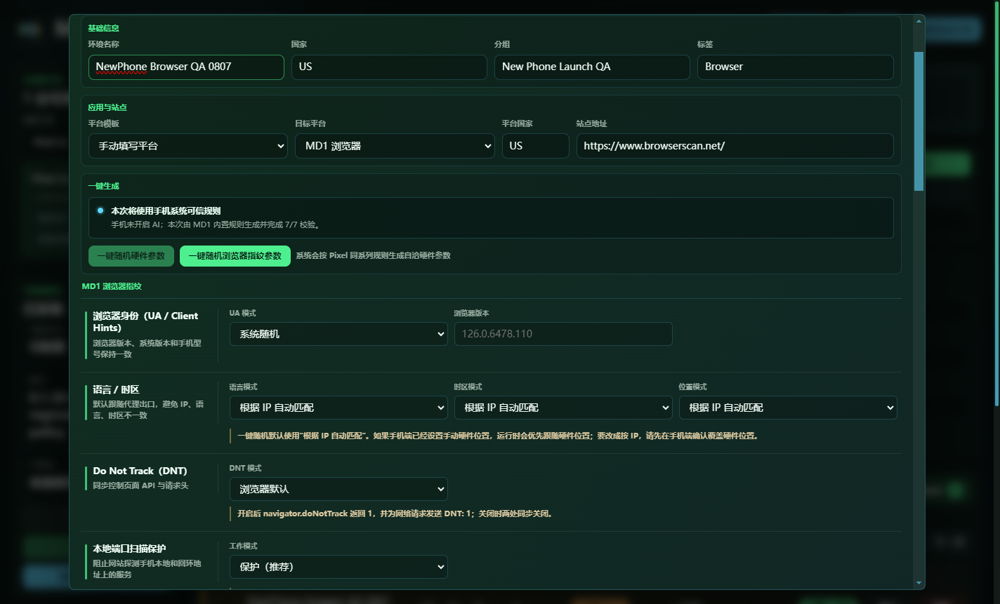 基础信息
环境名称
国家
分组
标签
NewPhone Browser QA 0807
US
New Phone Launch QA
Browser
应用与站点
平台模板
目标平台
平台国家
站点地址
手动填写平台
MD1 浏览器
US
https://www.browserscan.net/
一键生成
本次将使用手机系统可信规则
手机未开启 AI；本次由 MD1 内置规则生成并完成 7/7 校验。
一键随机硬件参数
一键随机浏览器指纹参数
系统会按 Pixel 同系列规则生成自洽硬件参数
MD1 浏览器指纹
浏览器身份（UA / Client
Hints）
浏览器版本、系统版本和手机型
号保持一致
UA 模式
浏览器版本
系统随机
126.0.6478.110
语言 / 时区
默认跟随代理出口，避免 IP、语
言、时区不一致
语言模式
时区模式
位置模式
根据 IP 自动匹配
根据 IP 自动匹配
根据 IP 自动匹配
一键随机默认使用“根据 IP 自动匹配”。如果手机端已经设置手动硬件位置，运行时会优先跟随硬件位置；要改成按 IP，请先在手机端确认覆盖硬件位置。
Do Not Track（DNT）
同步控制页面 API 与请求头
DNT 模式
浏览器默认
开启后 navigator.doNotTrack 返回 1，并为网络请求发送 DNT: 1；关闭时两处同步关闭。
本地端口扫描保护
阻止网站探测手机本地和回环地
址上的服务
工作模式
保护（推荐）